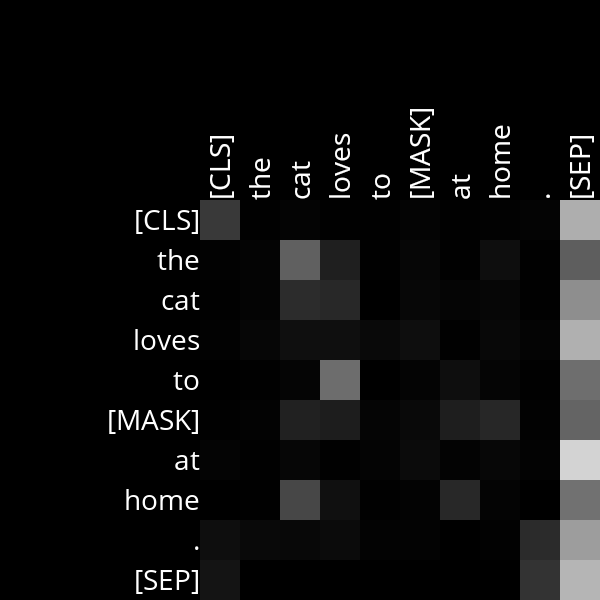 [CLS] the cat loves to [MASK] at home . [SEP]
[CLS]
the
cat
loves
to
[MASK]
at
home
.
[SEP]